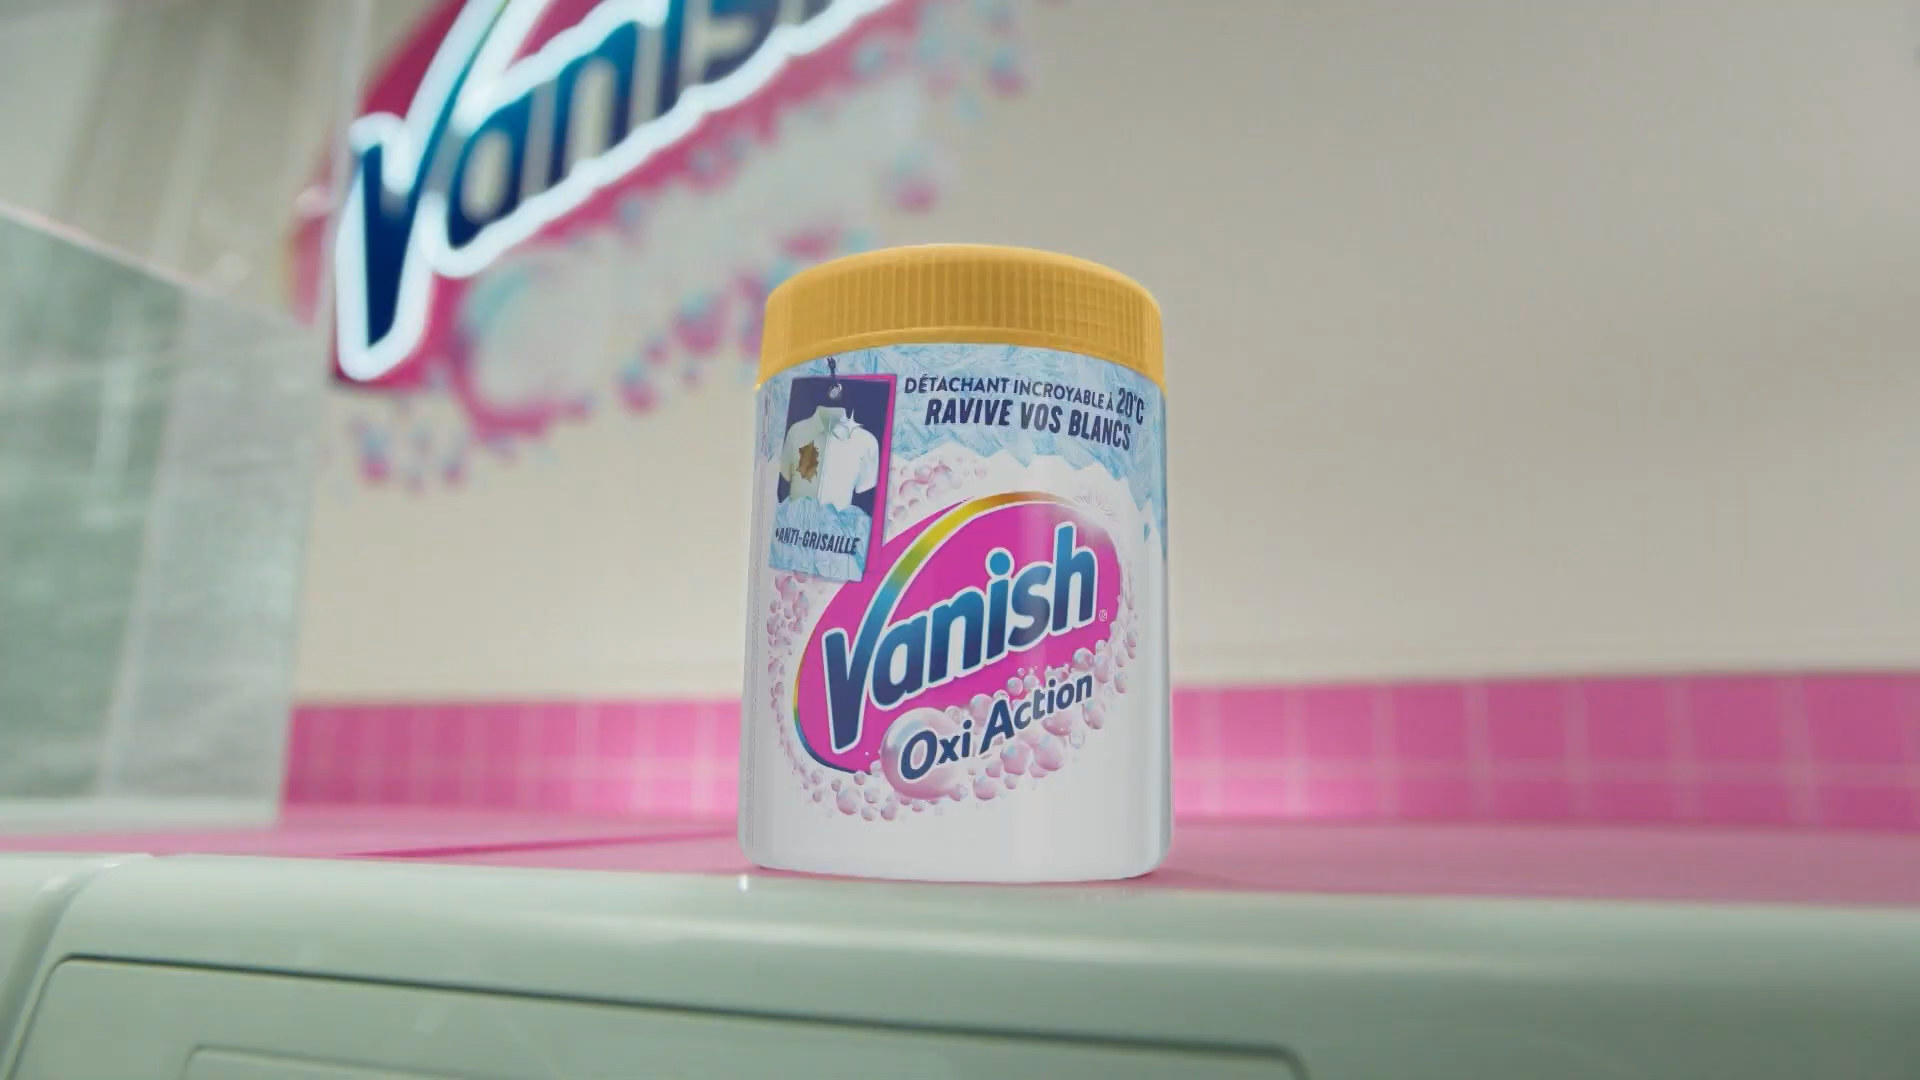 Vanish
DÉTACHANT INCROYABLE À 20°C
RAVIVE VOS BLANCS
+ANTI-GRISAILLE
Vanish
Oxi Action